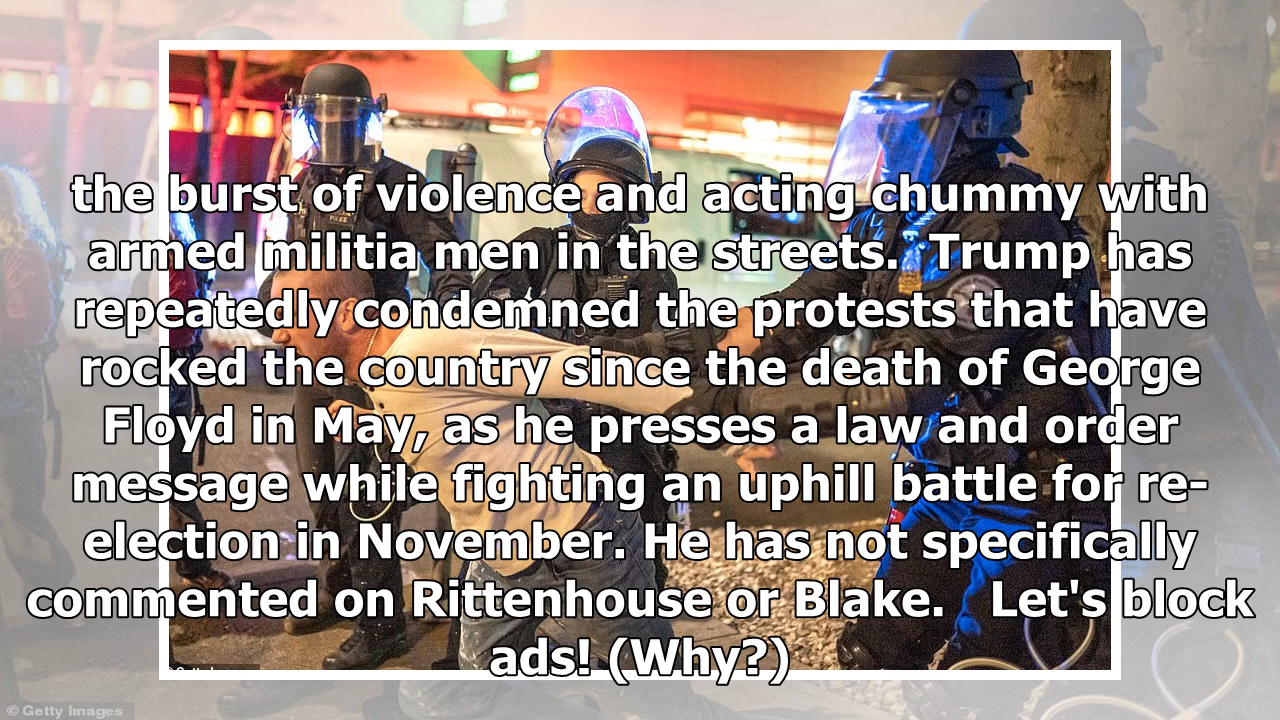 the burst of violence and acting chummy with
armed militia men in the streets.  Trump has
repeatedly condemned the protests that have
rocked the country since the death of George
Floyd in May, as he presses a law and order
message while fighting an uphill battle for re-
election in November. He has not specifically
commented on Rittenhouse or Blake.   Let's block
ads! (Why?)
POLICE
© Getty Images